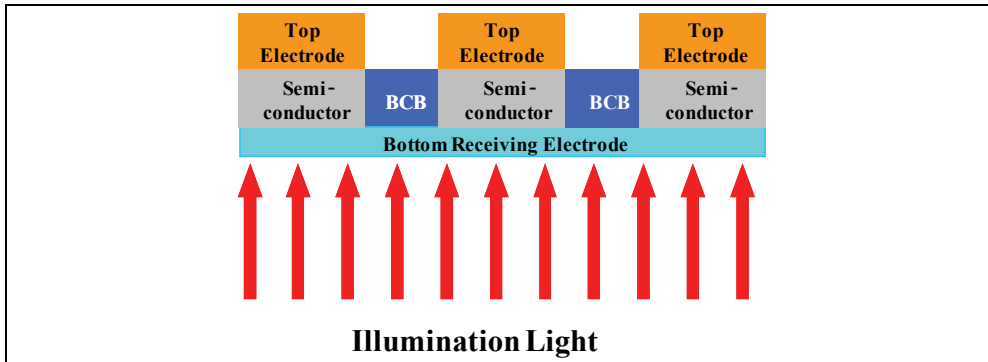 Top
Electrode
Top
Electrode
Top
Electrode
Semi-
conductor
BCB
Semi-
conductor
BCB
Semi-
conductor
Bottom Receiving Electrode
Illumination Light